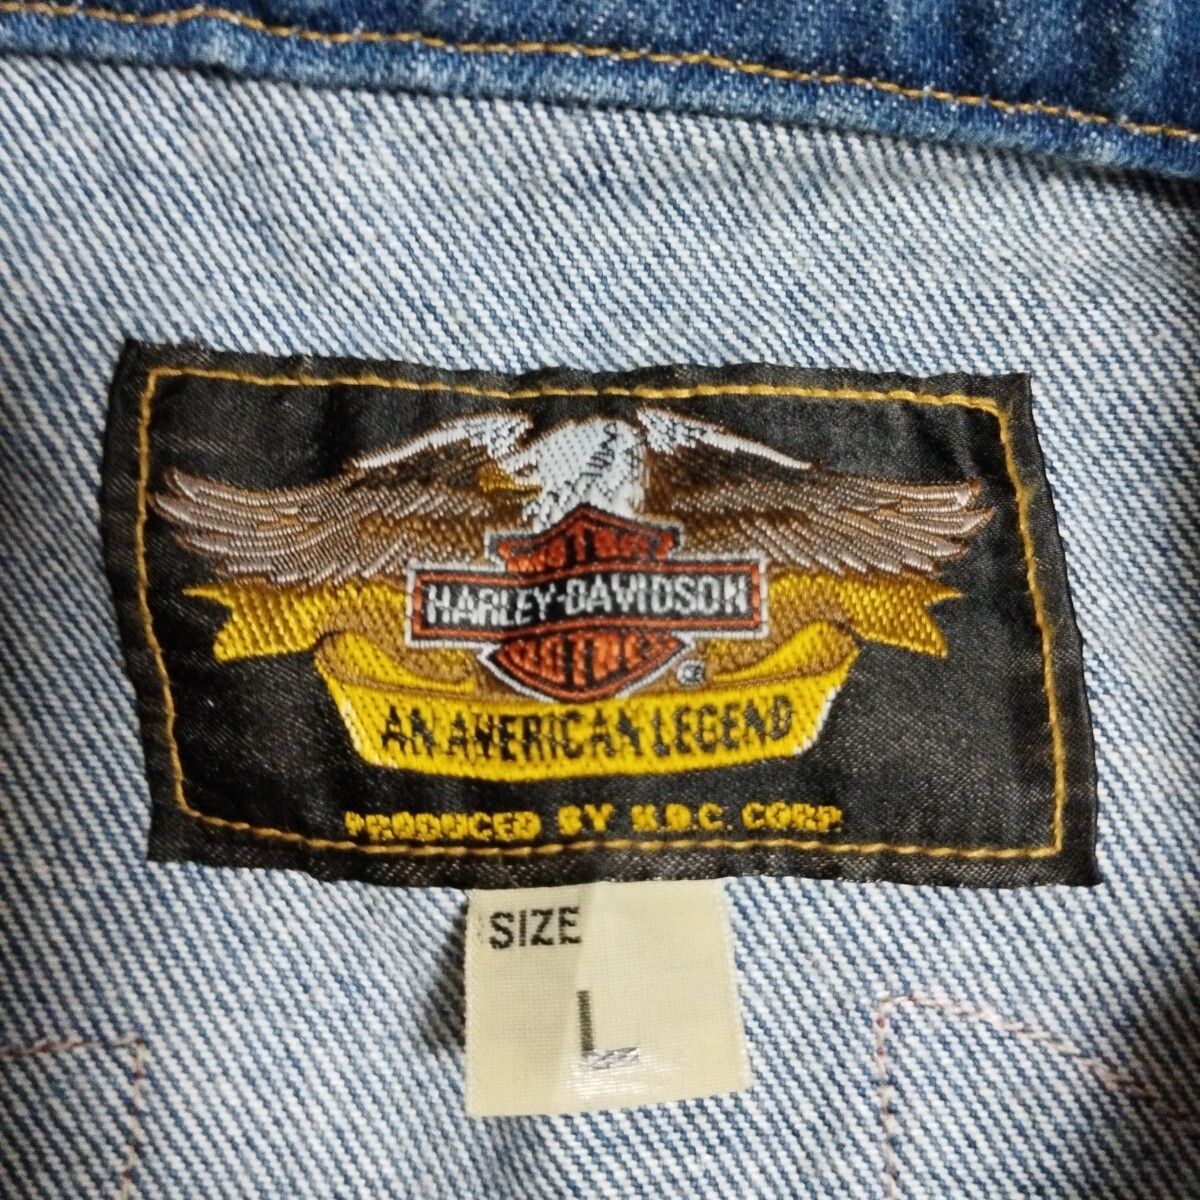 HARLEY-DAVIDSON
AN AMERICAN LEGEND
PRODUCED BY K.D.C. CORP.
SIZE
L